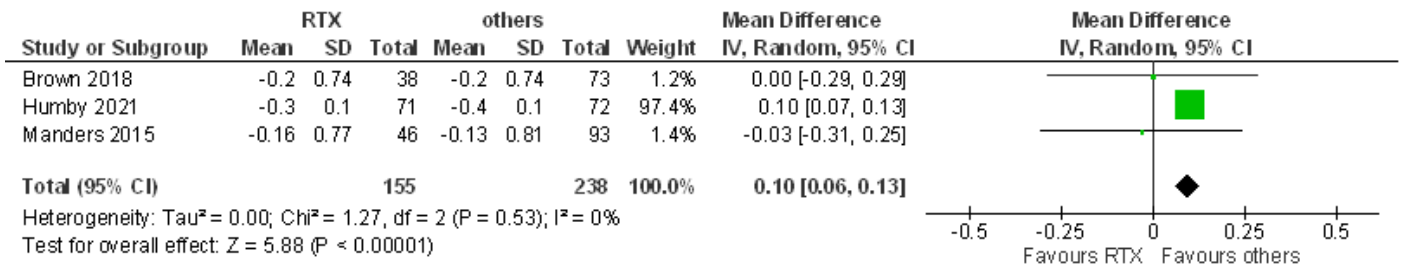 RTX others Mean Difference Mean Difference
Study or Subgroup Mean SD Total Mean SD Total Weight IV, Random, 95% CI IV, Random, 95% CI
Brown 2018 -0.2 0.74 38 -0.2 0.74 73 1.2% 0.00 [-0.29, 0.29]
Humby 2021 -0.3 0.1 71 -0.4 0.1 72 97.4% 0.10 [0.07, 0.13]
Manders 2015 -0.16 0.77 46 -0.13 0.81 93 1.4% -0.03 [-0.31, 0.25]
Total (95% CI) 155 238 100.0% 0.10 [0.06, 0.13]
Heterogeneity: Tau² = 0.00; Chi² = 1.27, df = 2 (P = 0.53); I² = 0%
Test for overall effect: Z = 5.88 (P < 0.00001)
-0.5 -0.25 0 0.25 0.5
Favours RTX Favours others